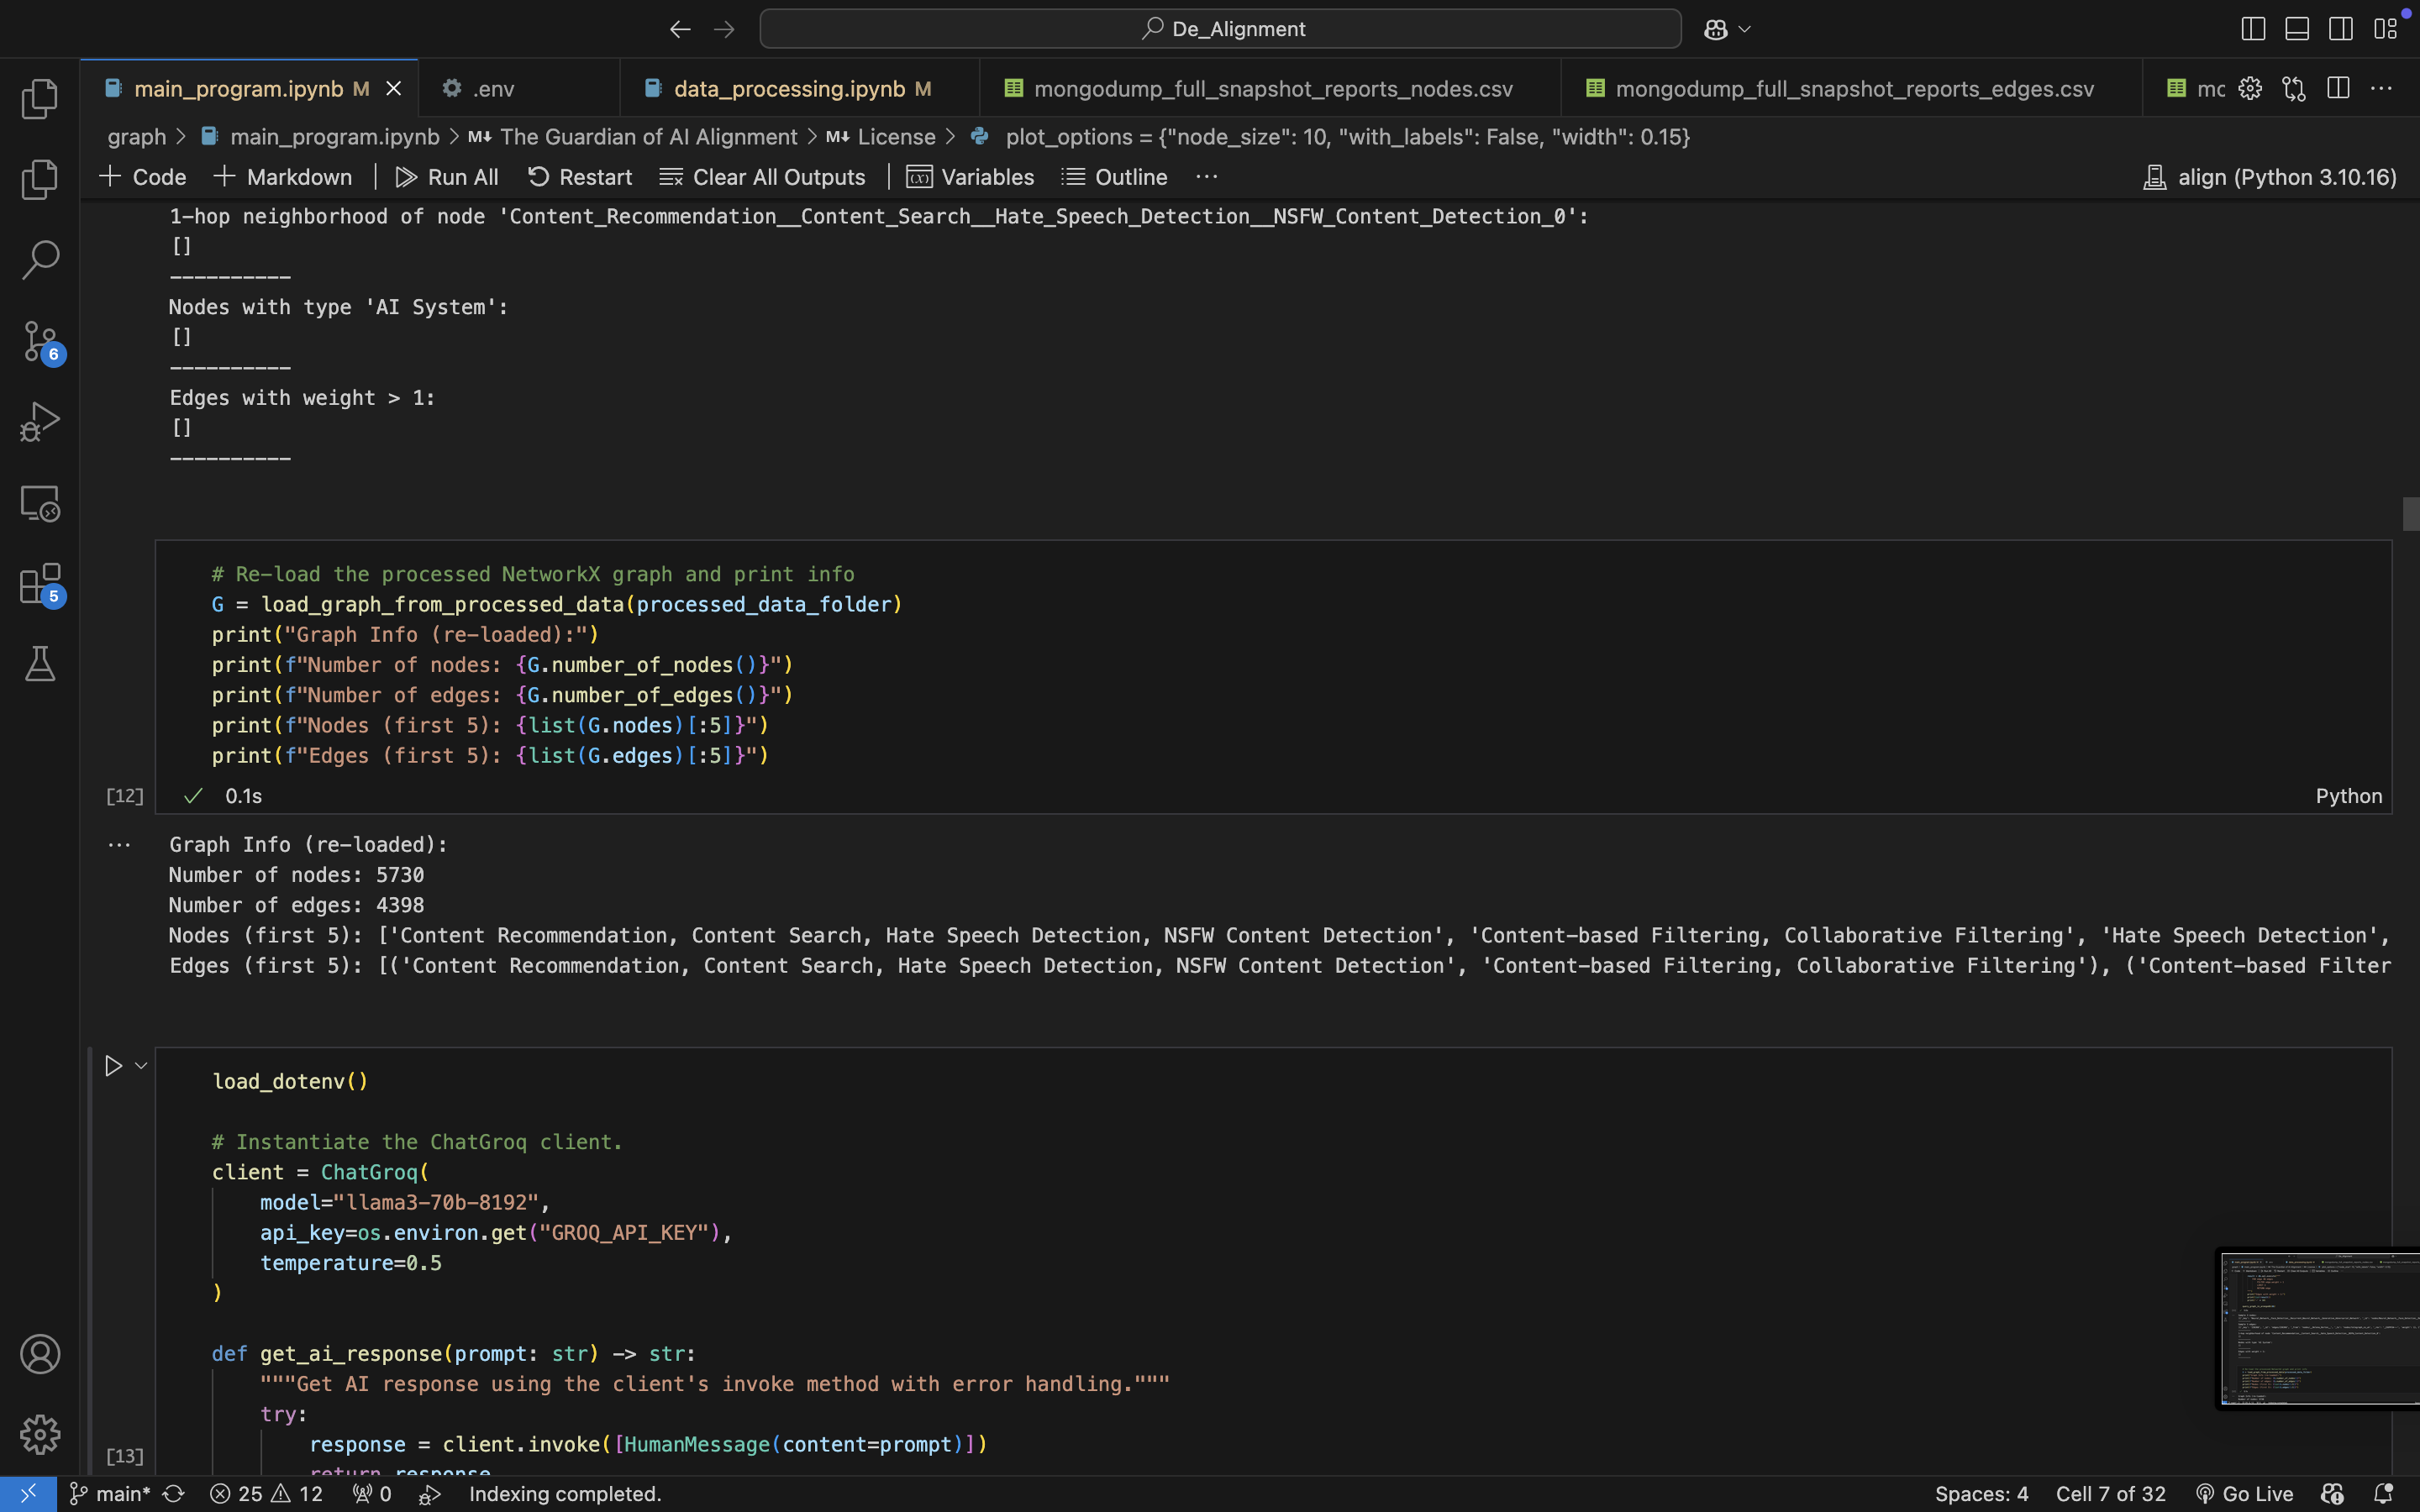 De_Alignment
main_program.ipynb M
.env
data_processing.ipynb M
mongodump_full_snapshot_reports_nodes.csv
mongodump_full_snapshot_reports_edges.csv
mc
graph > main_program.ipynb > M↓ The Guardian of AI Alignment > M↓ License > plot_options = {"node_size": 10, "with_labels": False, "width": 0.15}
+ Code + Markdown | Run All Restart Clear All Outputs | Variables Outline ...
align (Python 3.10.16)
1-hop neighborhood of node 'Content_Recommendation__Content_Search__Hate_Speech_Detection__NSFW_Content_Detection_0':
[]
----------
Nodes with type 'AI System':
[]
----------
Edges with weight > 1:
[]
----------
# Re-load the processed NetworkX graph and print info
G = load_graph_from_processed_data(processed_data_folder)
print("Graph Info (re-loaded):")
print(f"Number of nodes: {G.number_of_nodes()}")
print(f"Number of edges: {G.number_of_edges()}")
print(f"Nodes (first 5): {list(G.nodes)[:5]}")
print(f"Edges (first 5): {list(G.edges)[:5]}")
[12] ✓ 0.1s
Python
... Graph Info (re-loaded):
Number of nodes: 5730
Number of edges: 4398
Nodes (first 5): ['Content Recommendation, Content Search, Hate Speech Detection, NSFW Content Detection', 'Content-based Filtering, Collaborative Filtering', 'Hate Speech Detection',
Edges (first 5): [('Content Recommendation, Content Search, Hate Speech Detection, NSFW Content Detection', 'Content-based Filtering, Collaborative Filtering'), ('Content-based Filter
load_dotenv()
# Instantiate the ChatGroq client.
client = ChatGroq(
    model="llama3-70b-8192",
    api_key=os.environ.get("GROQ_API_KEY"),
    temperature=0.5
)
def get_ai_response(prompt: str) -> str:
    """Get AI response using the client's invoke method with error handling."""
    try:
        response = client.invoke([HumanMessage(content=prompt)])
        return response
[13]
6
5
main* 25 12 0 Indexing completed.
Spaces: 4 Cell 7 of 32 Go Live